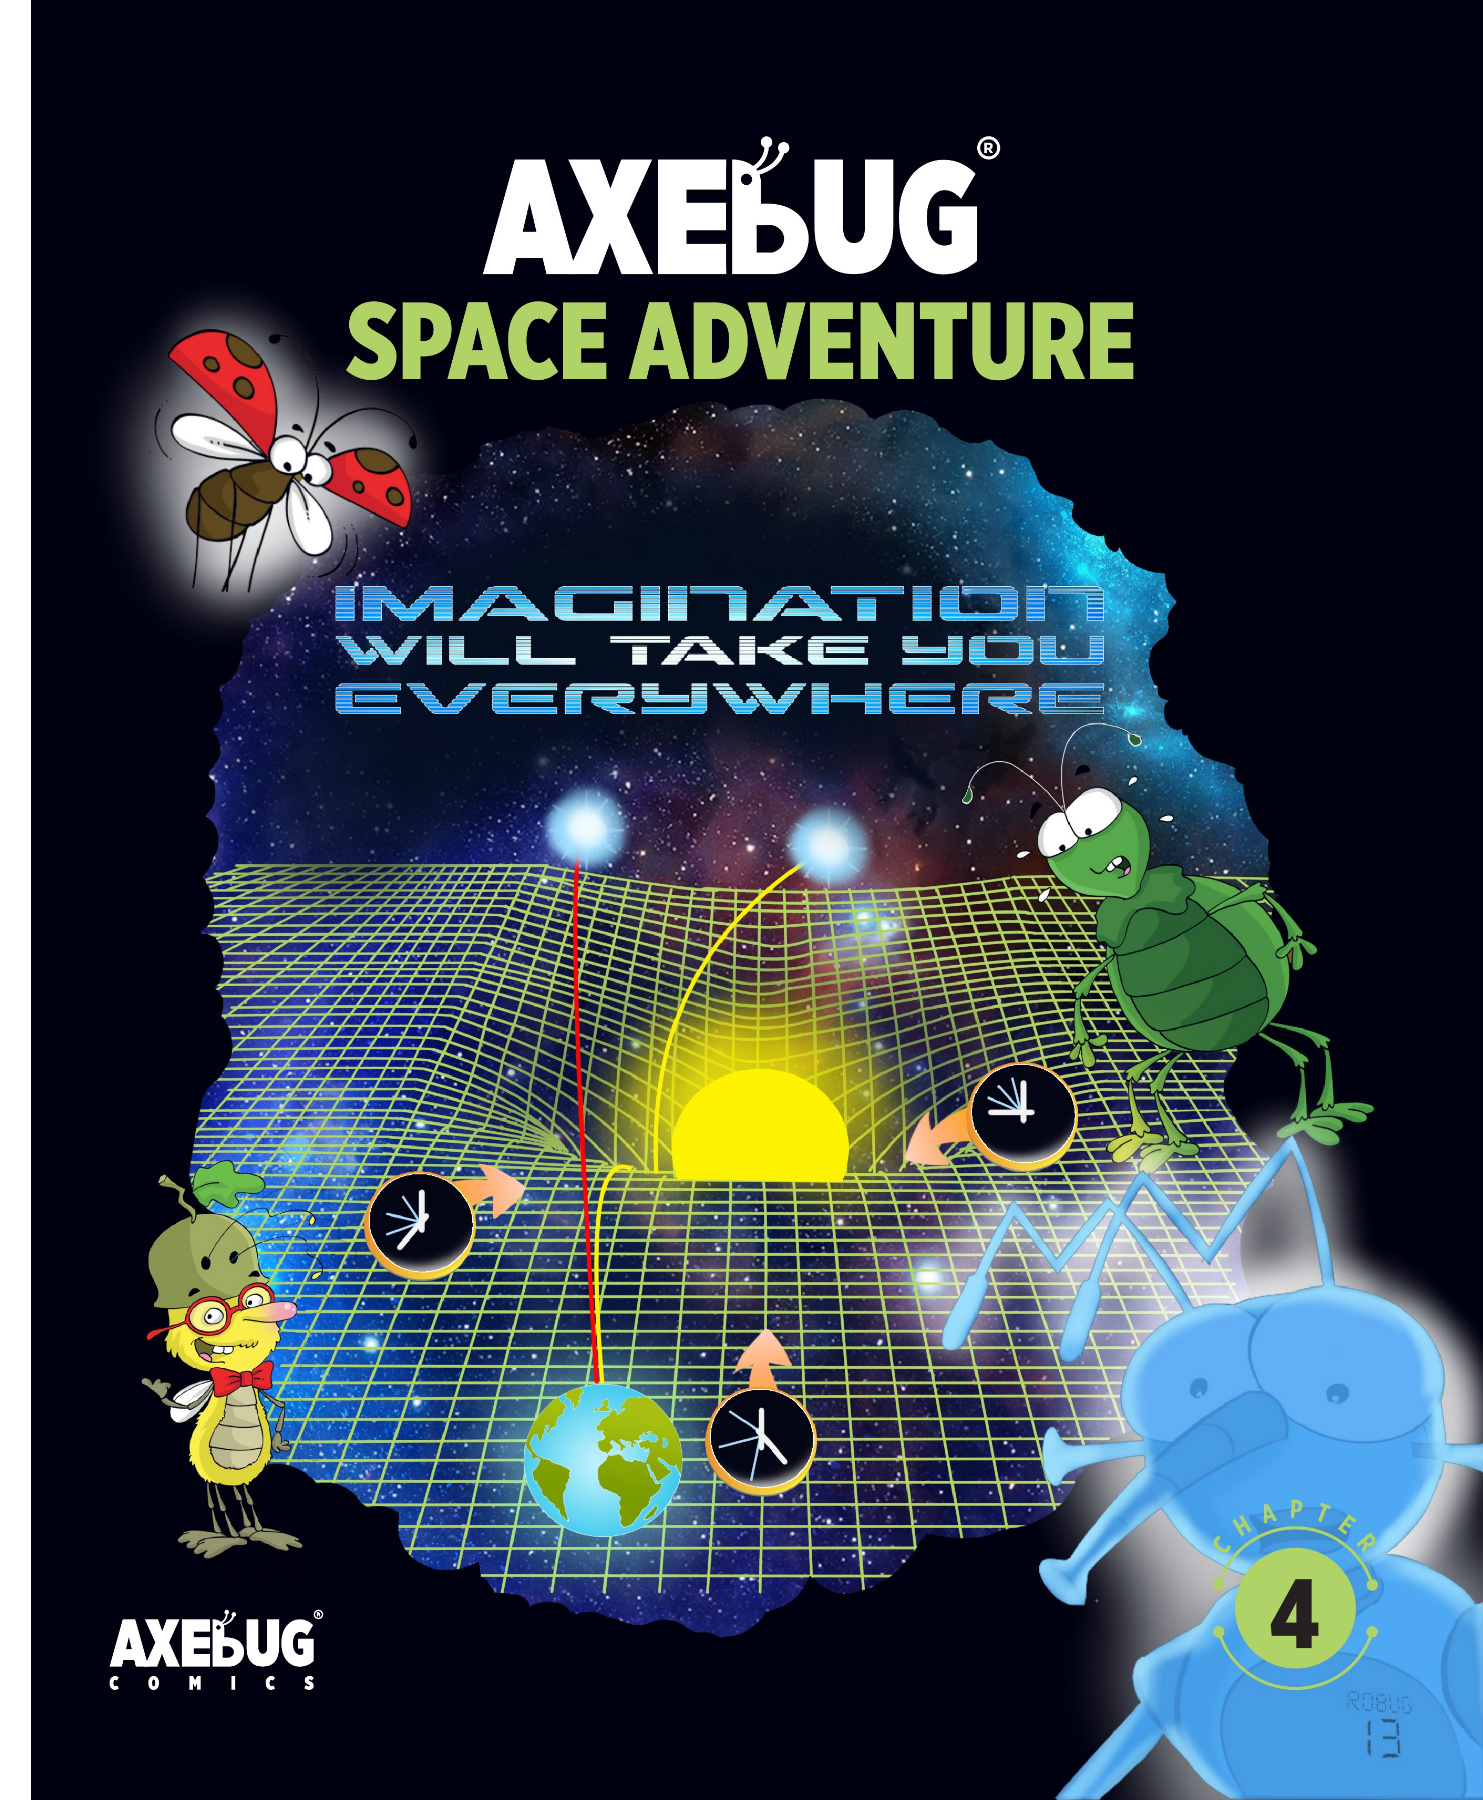 AXEbUG®
SPACE ADVENTURE
IMAGINATION
WILL TAKE YOU
EVERYWHERE
CHAPTER
4
ROBUG
13
AXEbUG®
COMICS